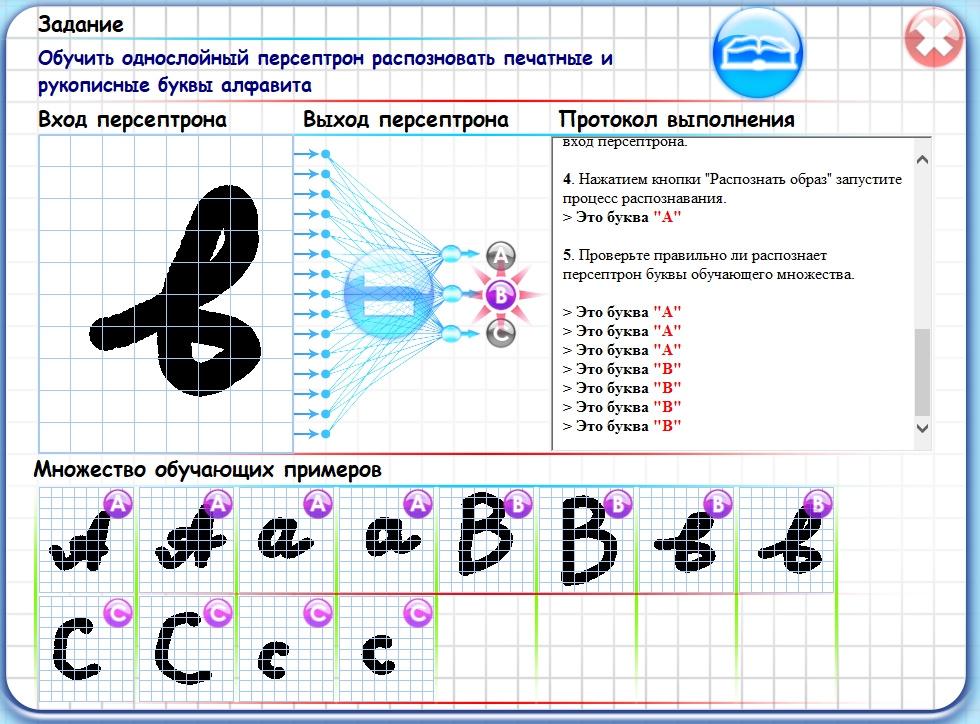 Задание
Обучить однослойный персептрон распозновать печатные и
рукописные буквы алфавита
Вход персептрона
Выход персептрона
Протокол выполнения
в
A
B
C
вход персептрона.
4. Нажатием кнопки "Распознать образ" запустите
процесс распознавания.
> Это буква "А"
5. Проверьте правильно ли распознает
персептрон буквы обучающего множества.
> Это буква "А"
> Это буква "А"
> Это буква "А"
> Это буква "В"
> Это буква "В"
> Это буква "В"
> Это буква "В"
Множество обучающих примеров
A A A A B B B B
А А а а В В в в
C C C C
С С с с